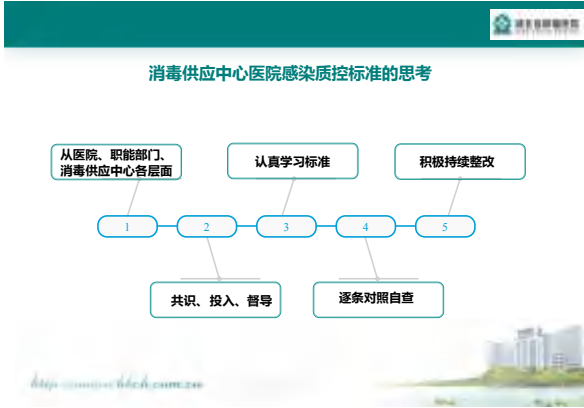 消毒供应中心医院感染质控标准的思考
从医院、职能部门、
消毒供应中心各层面
认真学习标准
积极持续整改
1
2
3
4
5
共识、投入、督导
逐条对照自查